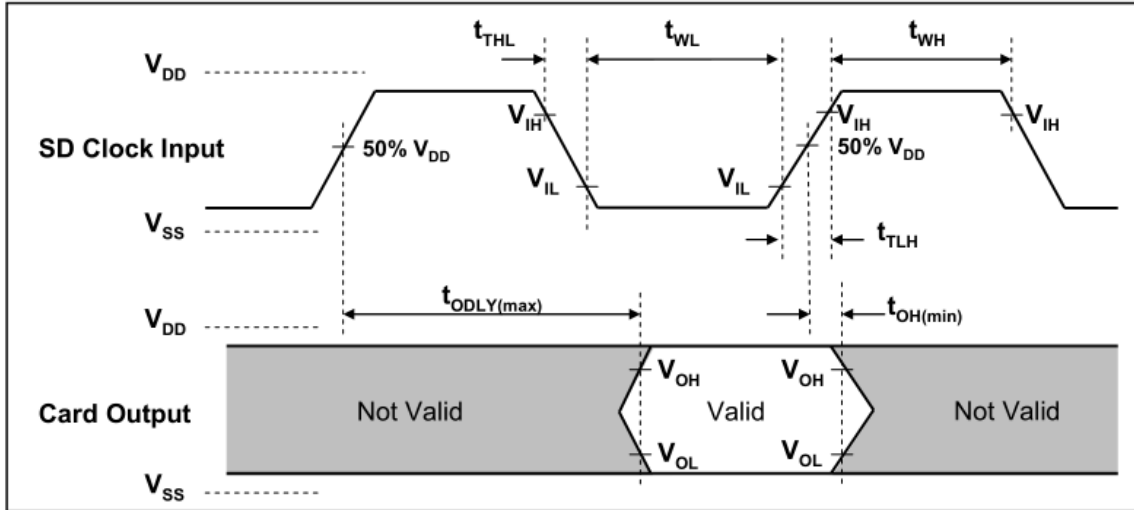 t_THL
t_WL
t_WH
V_DD
V_IH
V_IH
V_IH
SD Clock Input
50% V_DD
50% V_DD
V_IL
V_IL
V_SS
t_TLH
t_ODLY(max)
t_OH(min)
V_DD
V_OH
V_OH
Card Output
Not Valid
Valid
Not Valid
V_OL
V_OL
V_SS